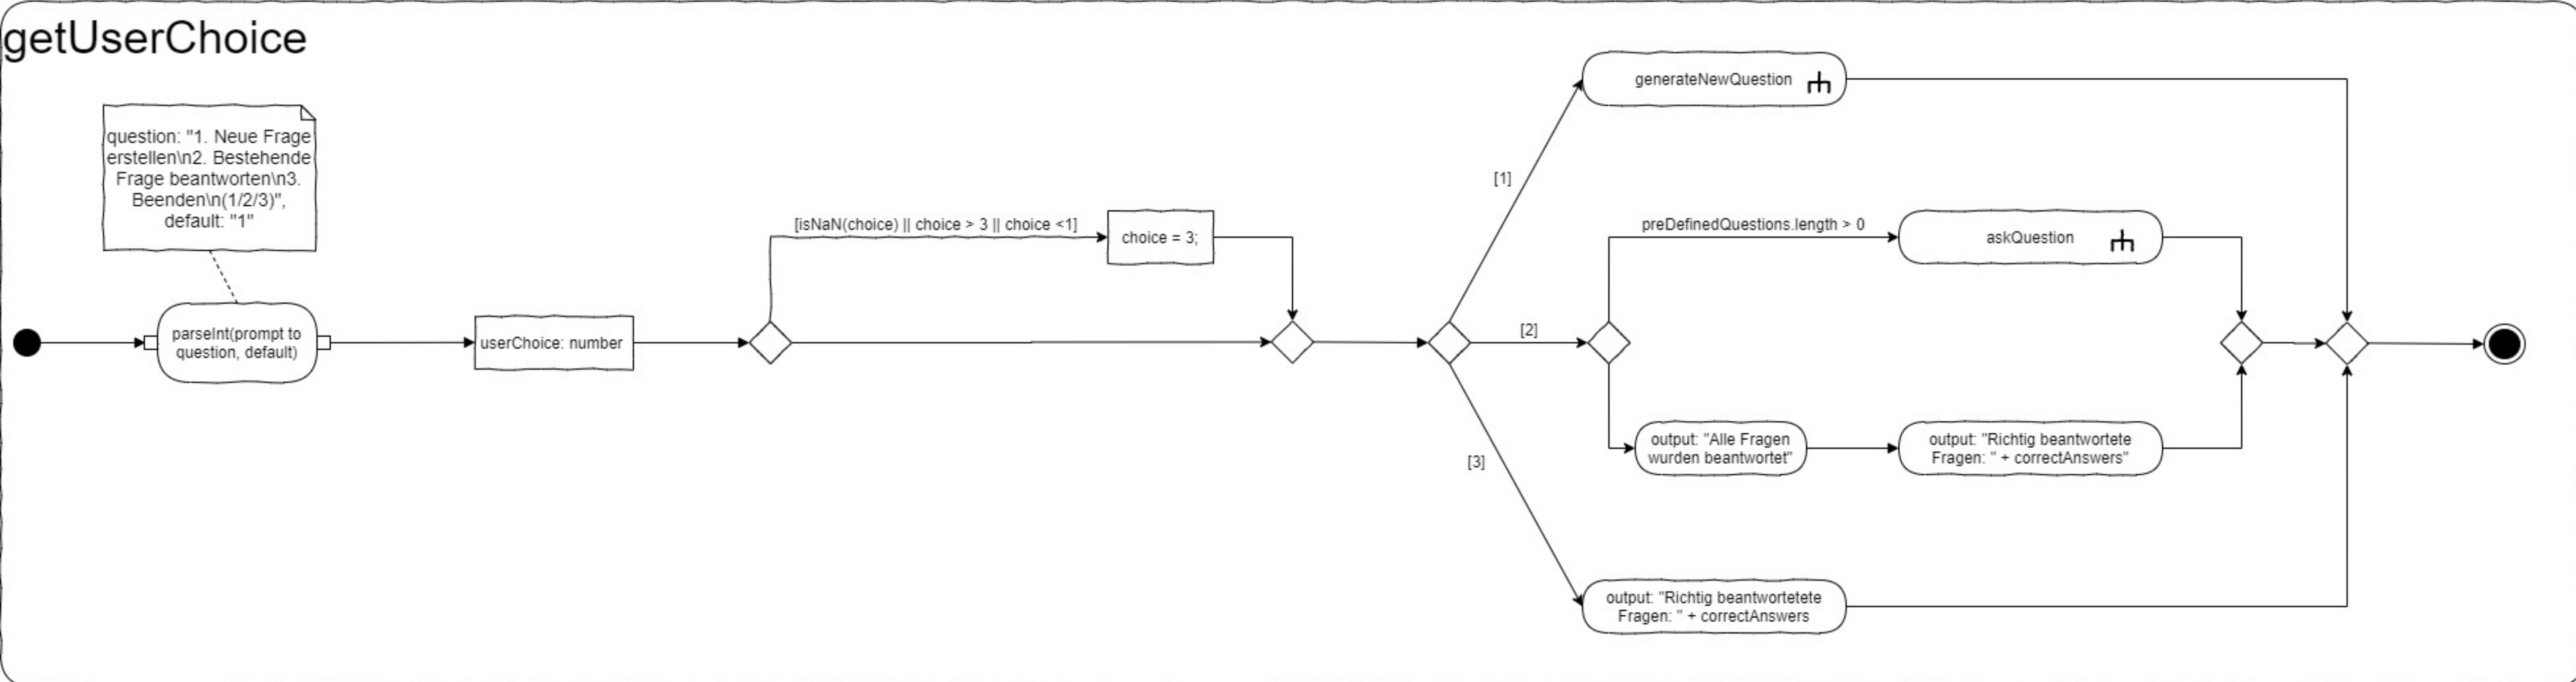 getUserChoice
question: "1. Neue Frage
erstellen\n2. Bestehende
Frage beantworten\n3.
Beenden\n(1/2/3)",
default: "1"
parseInt(prompt to
question, default)
userChoice: number
[isNaN(choice) || choice > 3 || choice <1]
choice = 3;
[1]
generateNewQuestion
[2]
preDefinedQuestions.length > 0
askQuestion
output: "Alle Fragen
wurden beantwortet"
output: "Richtig beantwortete
Fragen: " + correctAnswers"
[3]
output: "Richtig beantwortetete
Fragen: " + correctAnswers